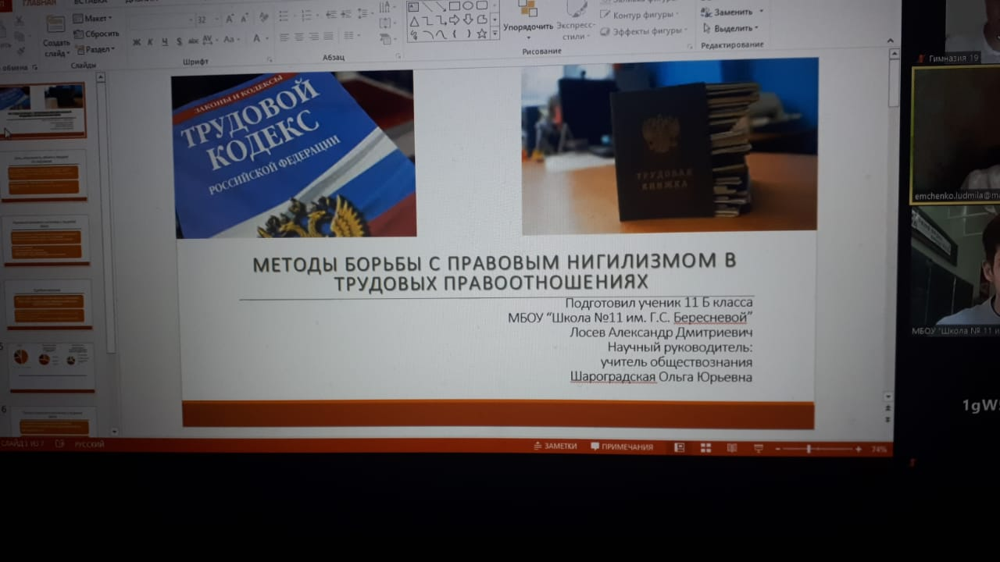 ГЛАВНАЯ
ВСТАВКА
Макет
Сбросить
Раздел
Создать
слайд
Слайды
32
Ж К Ч S abc AV Aa А
Шрифт
Абзац
Упорядочить
Экспресс-
стили
Контур фигуры
Эффекты фигуры
Рисование
Заменить
Выделить
Редактирование
обмена
ЗАКОНЫ И КОДЕКСЫ
ТРУДОВОЙ
КОДЕКС
РОССИЙСКОЙ ФЕДЕРАЦИИ
ТРУДОВАЯ
КНИЖКА
МЕТОДЫ БОРЬБЫ С ПРАВОВЫМ НИГИЛИЗМОМ В
ТРУДОВЫХ ПРАВООТНОШЕНИЯХ
Подготовил ученик 11 Б класса
МБОУ “Школа №11 им. Г.С. Бересневой”
Лосев Александр Дмитриевич
Научный руководитель:
учитель обществознания
Шароградская Ольга Юрьевна
6
СЛАЙД 1 ИЗ 7
РУССКИЙ
ЗАМЕТКИ
ПРИМЕЧАНИЯ
74%
Гимназия 19
emchenko.ludmila@m
МБОУ "Школа № 11 и
1gWS